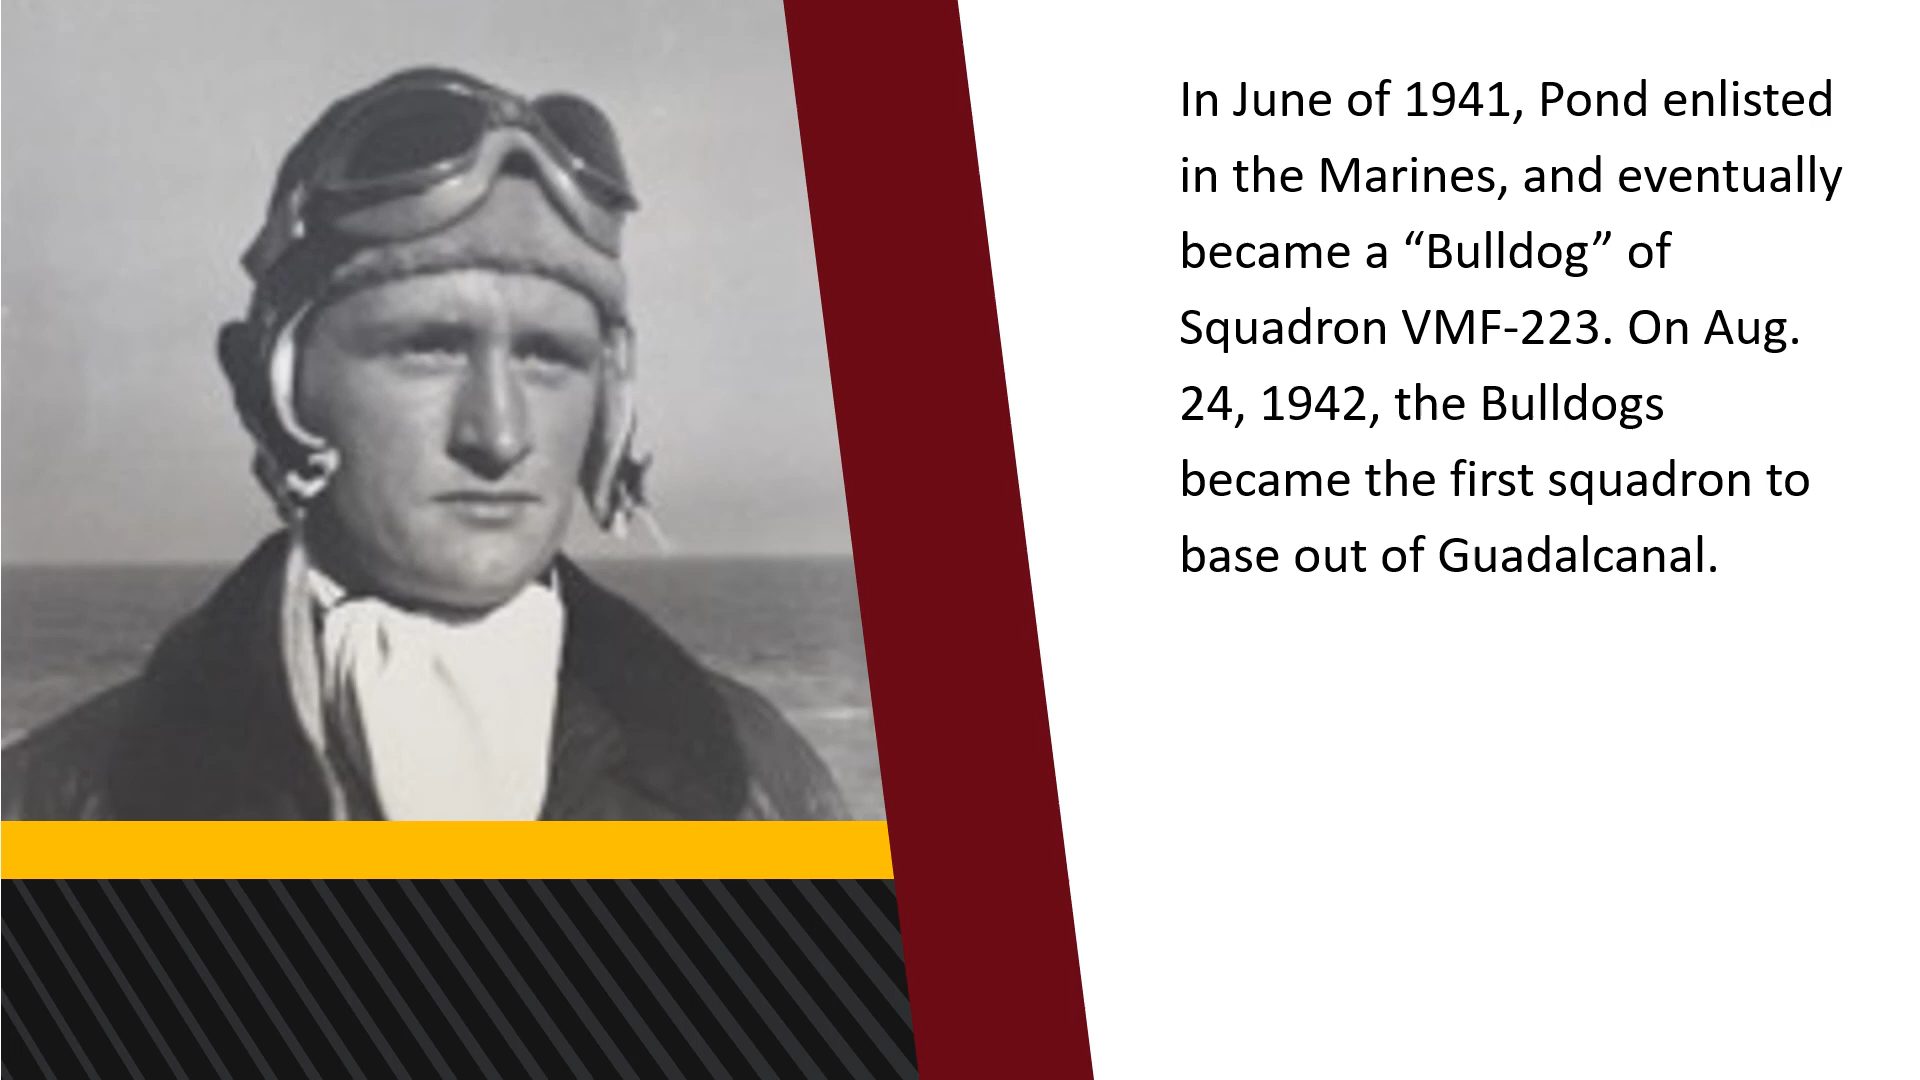 In June of 1941, Pond enlisted
in the Marines, and eventually
became a “Bulldog” of
Squadron VMF-223. On Aug.
24, 1942, the Bulldogs
became the first squadron to
base out of Guadalcanal.